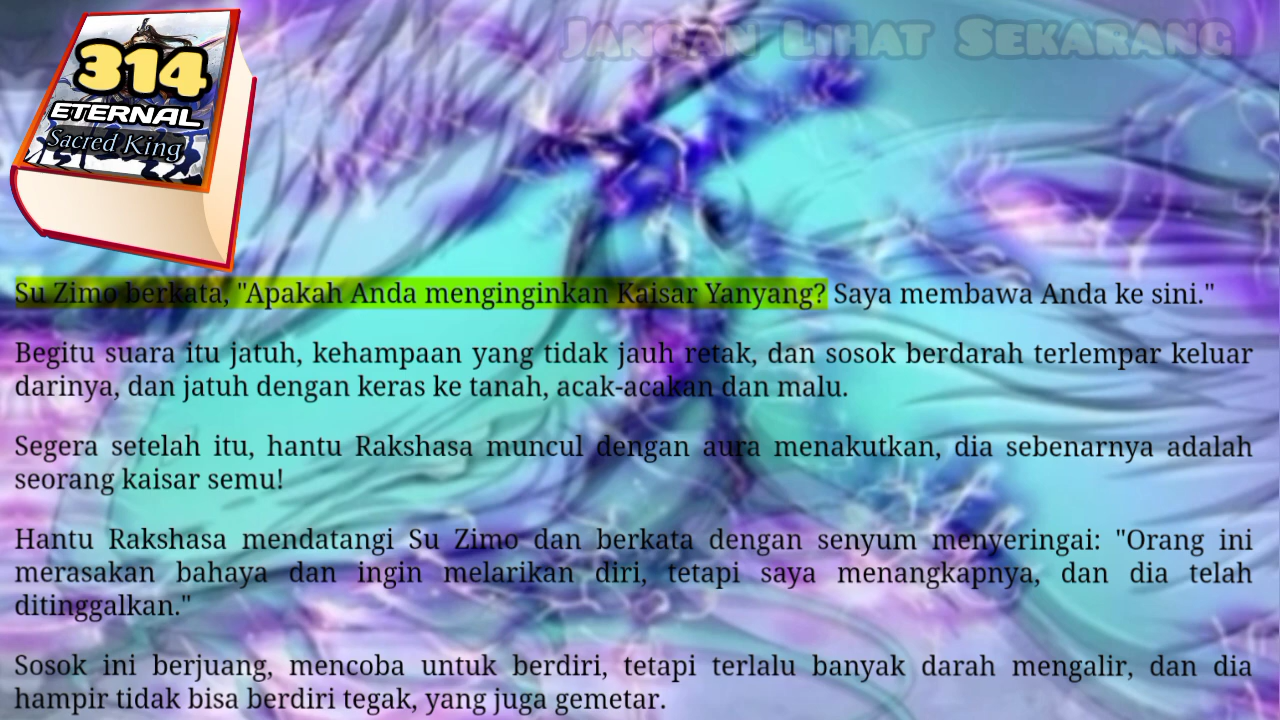 Jangan Lihat Sekarang
314
ETERNAL
Sacred King
Su Zimo berkata, "Apakah Anda menginginkan Kaisar Yanyang? Saya membawa Anda ke sini."
Begitu suara itu jatuh, kehampaan yang tidak jauh retak, dan sosok berdarah terlempar keluar
darinya, dan jatuh dengan keras ke tanah, acak-acakan dan malu.
Segera setelah itu, hantu Rakshasa muncul dengan aura menakutkan, dia sebenarnya adalah
seorang kaisar semu!
Hantu Rakshasa mendatangi Su Zimo dan berkata dengan senyum menyeringai: "Orang ini
merasakan bahaya dan ingin melarikan diri, tetapi saya menangkapnya, dan dia telah
ditinggalkan."
Sosok ini berjuang, mencoba untuk berdiri, tetapi terlalu banyak darah mengalir, dan dia
hampir tidak bisa berdiri tegak, yang juga gemetar.